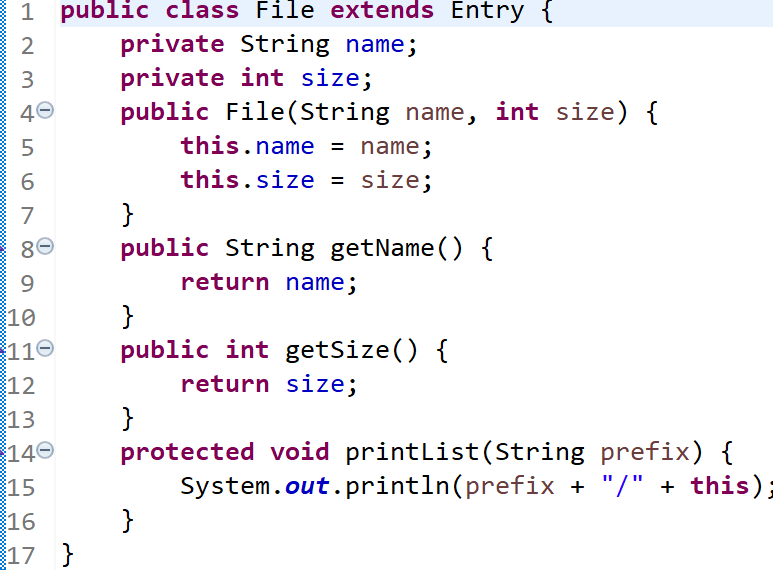 1 public class File extends Entry {
2 private String name;
3 private int size;
4 public File(String name, int size) {
5 this.name = name;
6 this.size = size;
7 }
8 public String getName() {
9 return name;
10 }
11 public int getSize() {
12 return size;
13 }
14 protected void printList(String prefix) {
15 System.out.println(prefix + "/" + this);
16 }
17 }